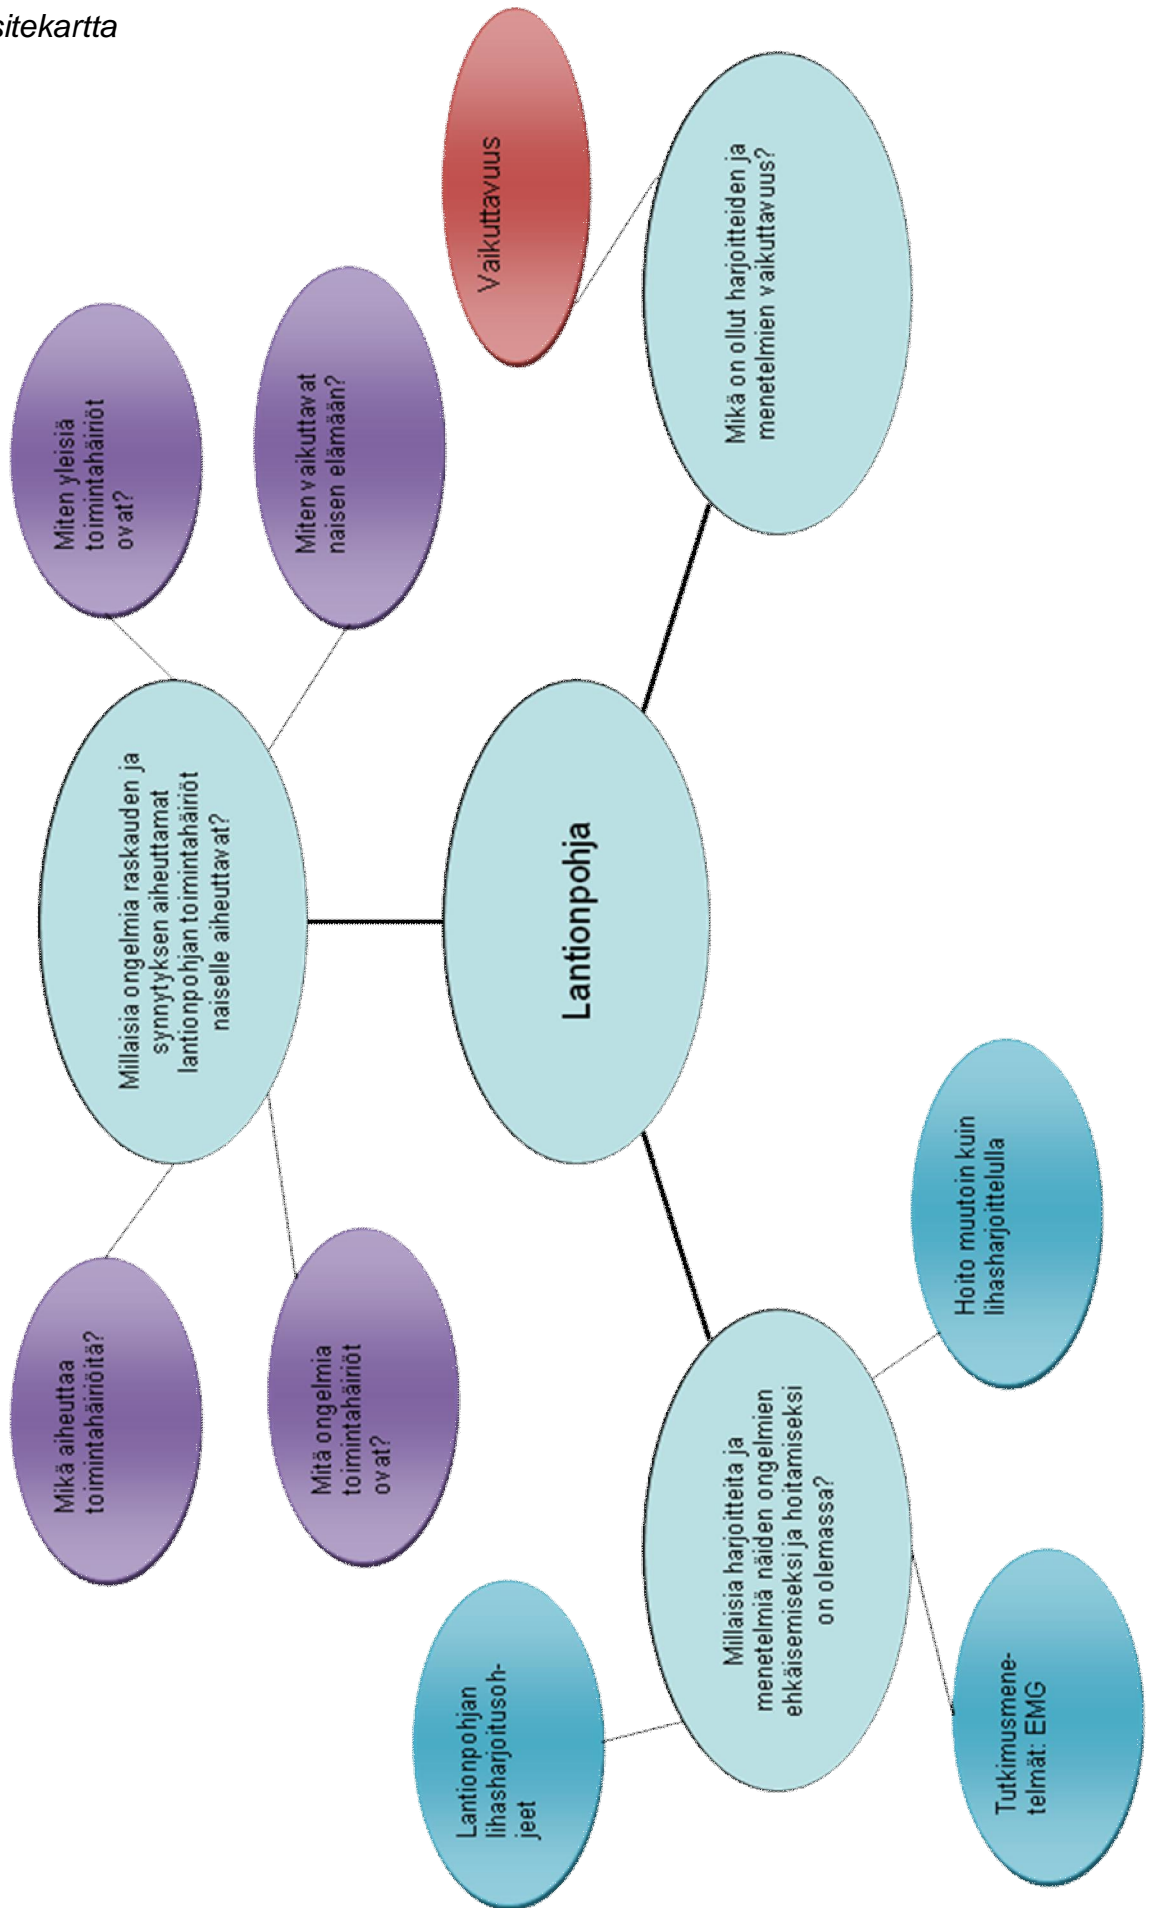 sitekartta
Mikä aiheuttaa
toimintahäiriöitä?
Millaisia ongelmia raskauden ja
synnytyksen aiheuttamat
lantionpohjan toimintahäiriöt
naiselle aiheuttavat?
Miten yleisiä
toimintahäiriöt
ovat?
Mitä ongelmia
toimintahäiriöt
ovat?
Miten vaikuttavat
naisen elämään?
Lantionpohjan
lihasharjoitusoh-
jeet
Lantionpohja
Vaikuttavuus
Millaisia harjoitteita ja
menetelmiä näiden ongelmien
ehkäisemiseksi ja hoitamiseksi
on olemassa?
Mikä on ollut harjoitteiden ja
menetelmien vaikuttavuus?
Tutkimusmene-
telmät: EMG
Hoito muutoin kuin
lihasharjoittelulla